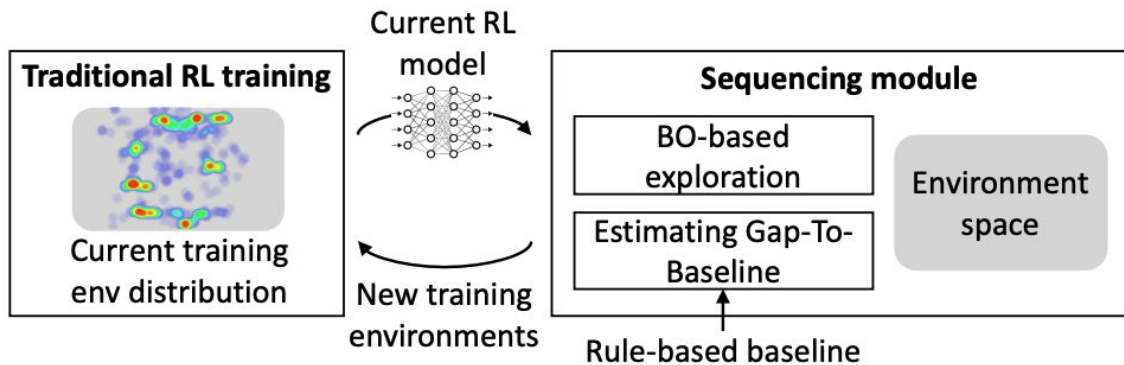 Traditional RL training
Current training
env distribution
Current RL
model
New training
environments
Sequencing module
BO-based
exploration
Estimating Gap-To-
Baseline
Environment
space
Rule-based baseline